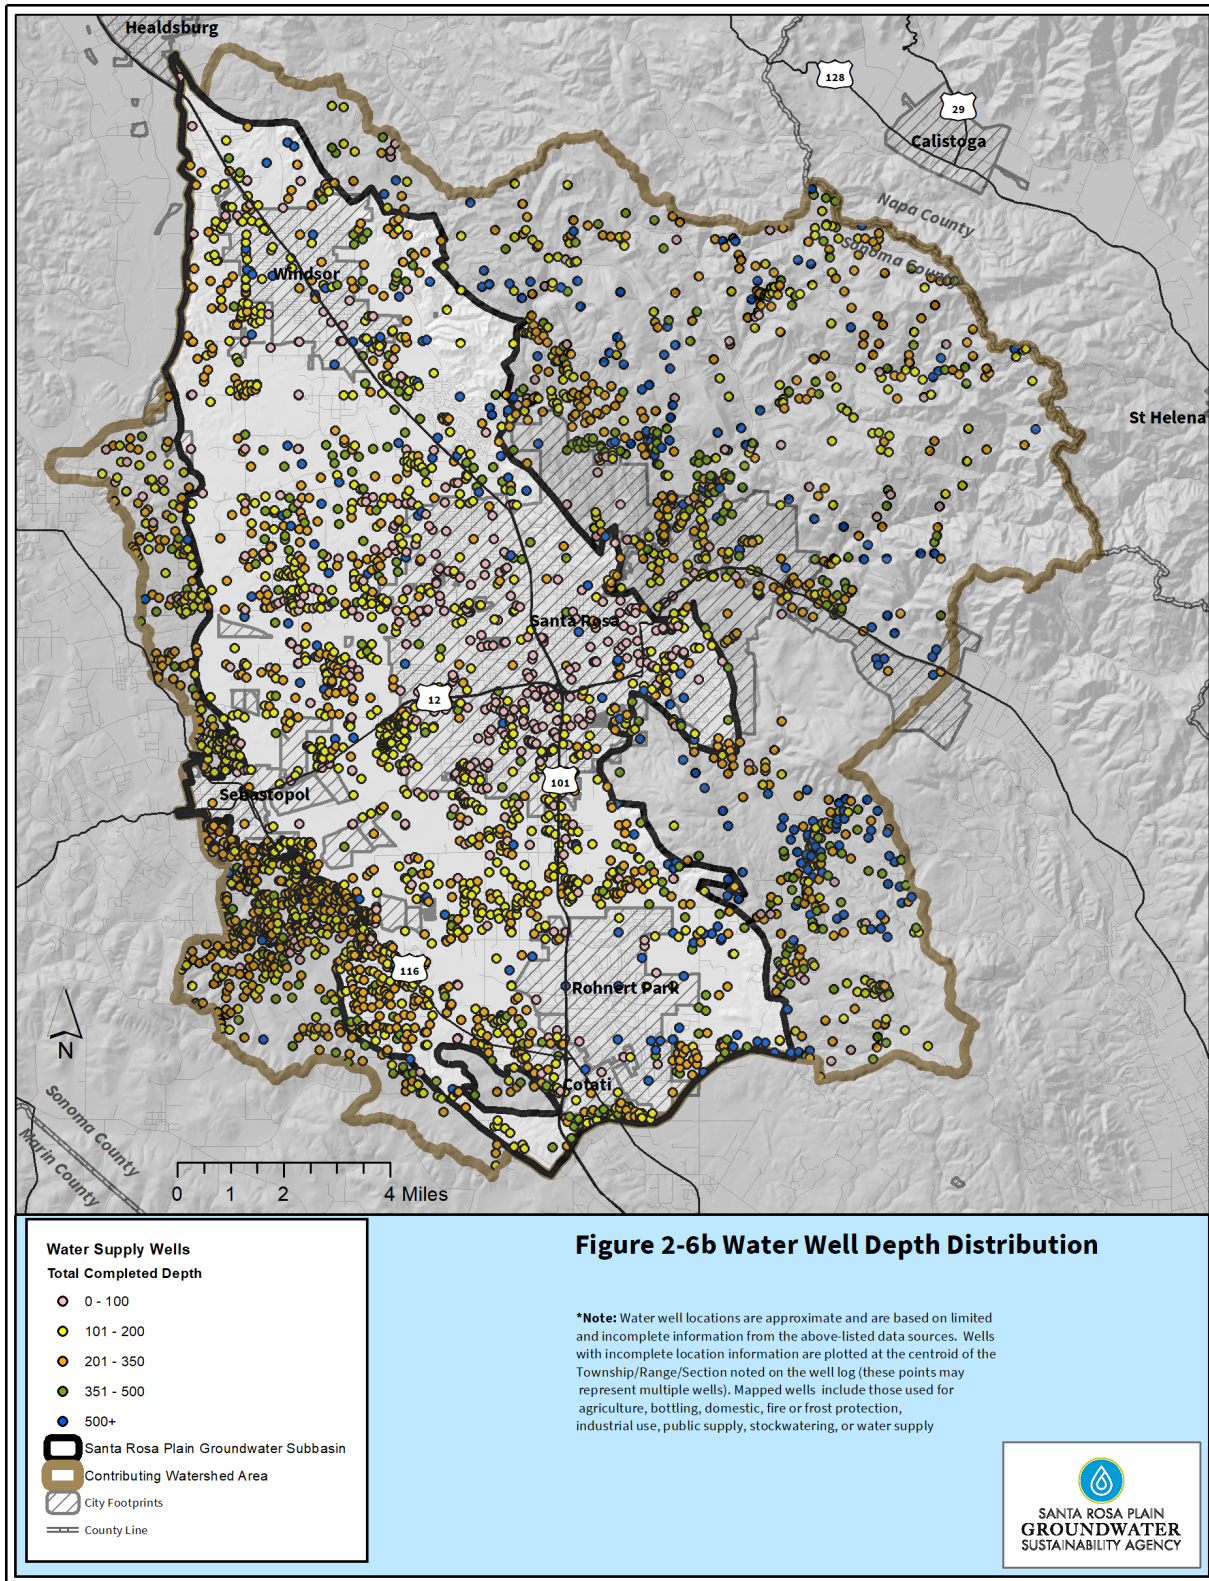 Healdsburg
128
29
Calistoga
Napa County
Sonoma County
Windsor
St Helena
Santa Rosa
12
101
Sebastopol
116
Rohnert Park
N
Cotati
Sonoma County
Marin County
0 1 2 4 Miles
Figure 2-6b Water Well Depth Distribution
Water Supply Wells
Total Completed Depth
0 - 100
101 - 200
201 - 350
351 - 500
500+
Santa Rosa Plain Groundwater Subbasin
Contributing Watershed Area
City Footprints
County Line
*Note: Water well locations are approximate and are based on limited
and incomplete information from the above-listed data sources. Wells
with incomplete location information are plotted at the centroid of the
Township/Range/Section noted on the well log (these points may
represent multiple wells). Mapped wells include those used for
agriculture, bottling, domestic, fire or frost protection,
industrial use, public supply, stockwatering, or water supply
SANTA ROSA PLAIN
GROUNDWATER
SUSTAINABILITY AGENCY